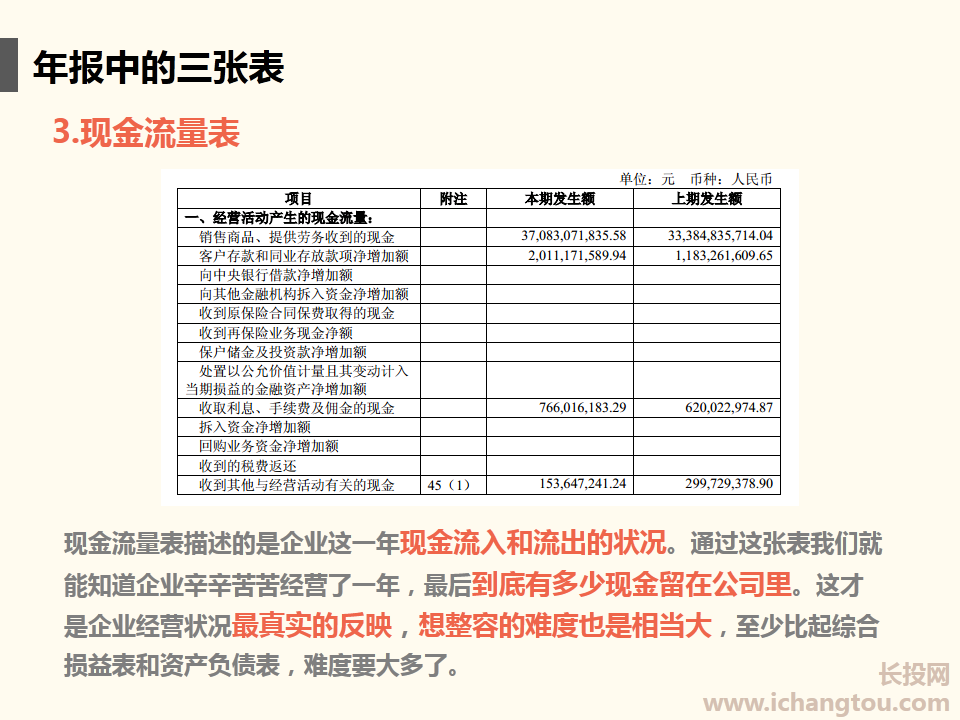 年报中的三张表
3.现金流量表
单位：元 币种：人民币
项目 附注 本期发生额 上期发生额
一、经营活动产生的现金流量：
销售商品、提供劳务收到的现金 37,083,071,835.58 33,384,835,714.04
客户存款和同业存放款项净增加额 2,011,171,589.94 1,183,261,609.65
向中央银行借款净增加额
向其他金融机构拆入资金净增加额
收到原保险合同保费取得的现金
收到再保险业务现金净额
保户储金及投资款净增加额
处置以公允价值计量且其变动计入
当期损益的金融资产净增加额
收取利息、手续费及佣金的现金 766,016,183.29 620,022,974.87
拆入资金净增加额
回购业务资金净增加额
收到的税费返还
收到其他与经营活动有关的现金 45（1） 153,647,241.24 299,729,378.90
现金流量表描述的是企业这一年现金流入和流出的状况。通过这张表我们就
能知道企业辛辛苦苦经营了一年，最后到底有多少现金留在公司里。这才
是企业经营状况最真实的反映，想整容的难度也是相当大，至少比起综合
损益表和资产负债表，难度要大多了。
长投网
www.ichangtou.com